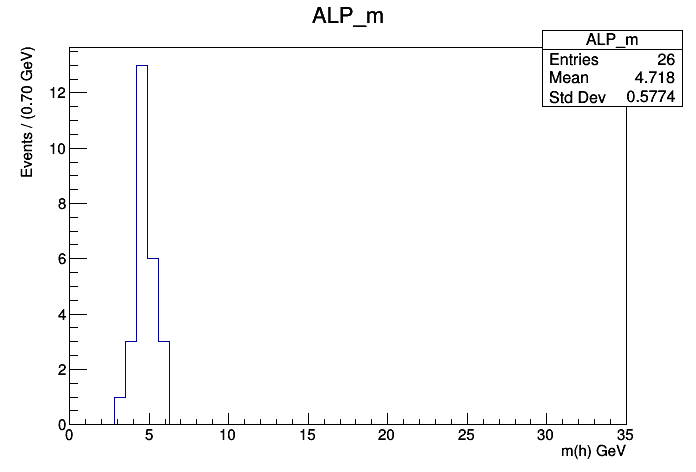 ALP_m
ALP_m
Entries 26
Mean 4.718
Std Dev 0.5774
Events / (0.70 GeV)
12
10
8
6
4
2
0
0 5 10 15 20 25 30 35
m(h) GeV